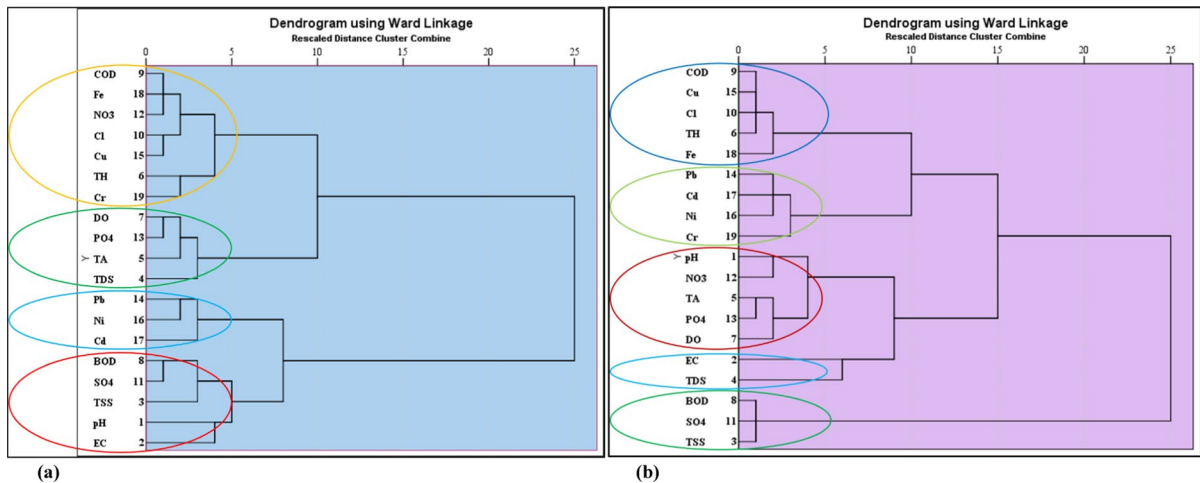 Dendrogram using Ward Linkage
Rescaled Distance Cluster Combine
0 5 10 15 20 25
COD 9
Fe 18
NO3 12
Cl 10
Cu 15
TH 6
Cr 19
DO 7
PO4 13
Y TA 5
TDS 4
Pb 14
Ni 16
Cd 17
BOD 8
SO4 11
TSS 3
pH 1
EC 2
(a)
Dendrogram using Ward Linkage
Rescaled Distance Cluster Combine
0 5 10 15 20 25
COD 9
Cu 15
Cl 10
TH 6
Fe 18
Pb 14
Cd 17
Ni 16
Cr 19
Y pH 1
NO3 12
TA 5
PO4 13
DO 7
EC 2
TDS 4
BOD 8
SO4 11
TSS 3
(b)